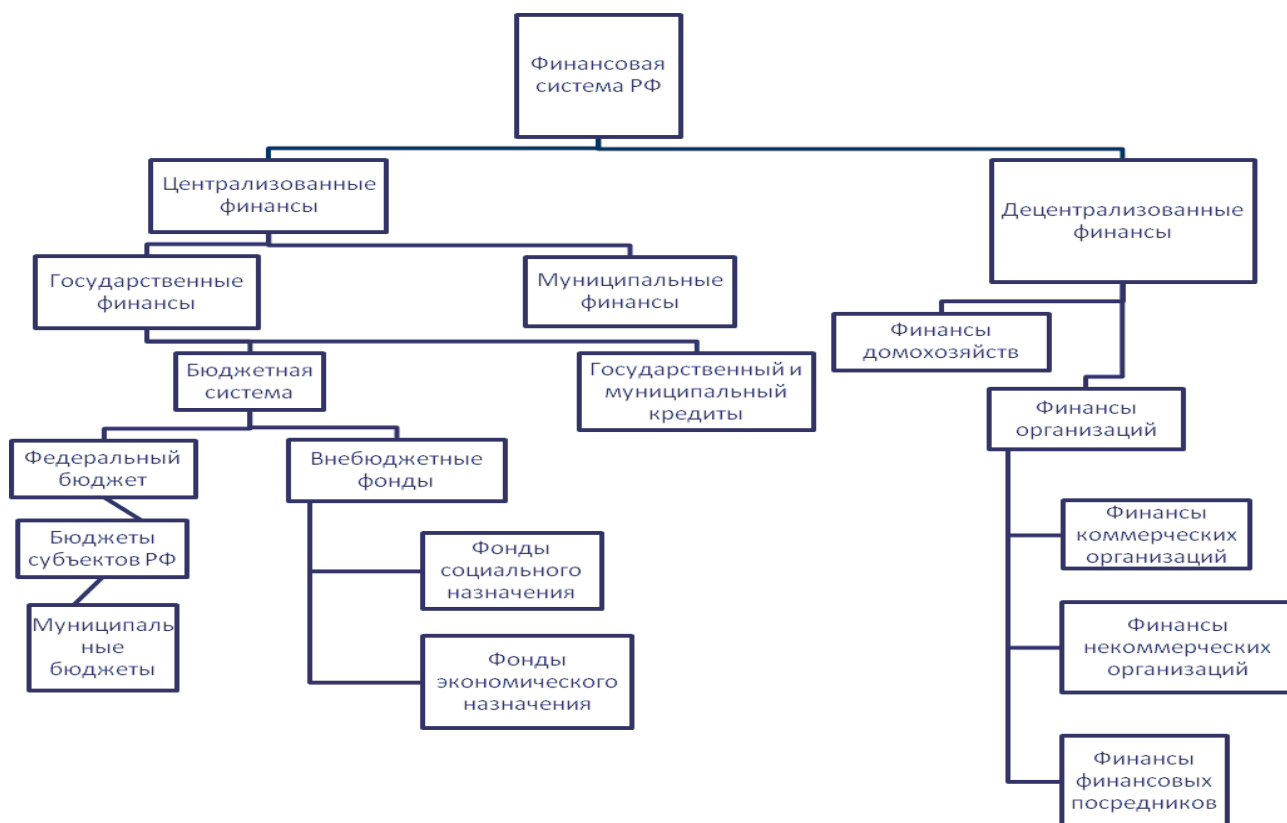 Финансовая
система РФ
Централизованные
финансы
Децентрализованные
финансы
Государственные
финансы
Муниципальные
финансы
Финансы
домохозяйств
Бюджетная
система
Государственный и
муниципальный
кредиты
Финансы
организаций
Федеральный
бюджет
Внебюджетные
фонды
Бюджеты
субъектов РФ
Муниципаль
ные
бюджеты
Фонды
социального
назначения
Фонды
экономического
назначения
Финансы
коммерческих
организаций
Финансы
некоммерческих
организаций
Финансы
финансовых
посредников